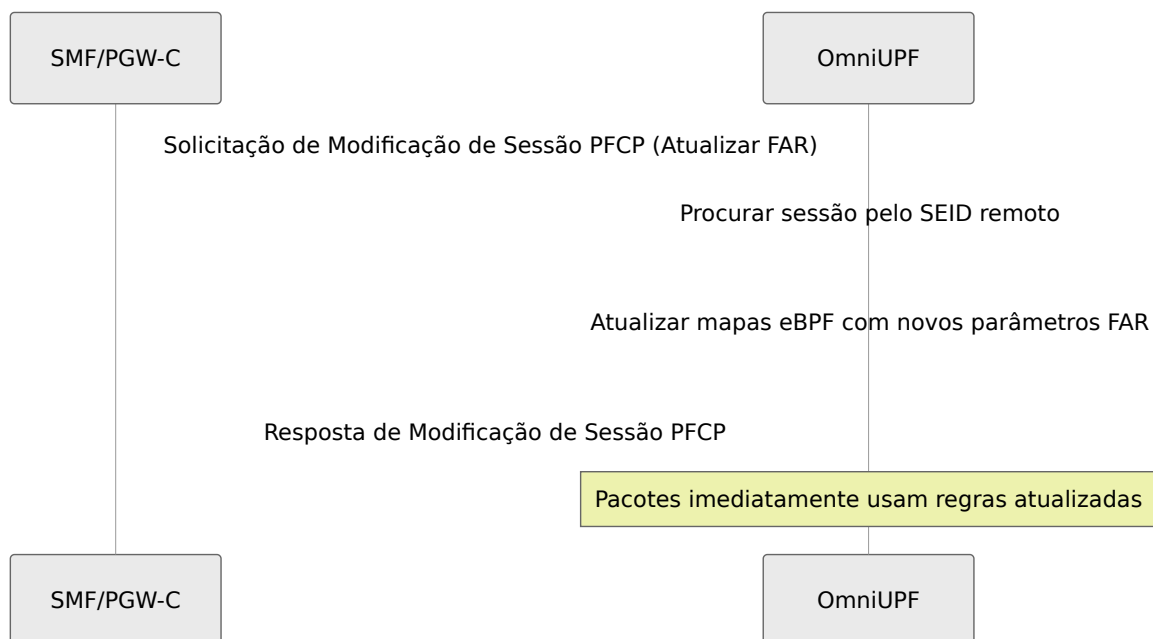 SMF/PGW-C
OmniUPF
Solicitação de Modificação de Sessão PFCP (Atualizar FAR)
Procurar sessão pelo SEID remoto
Atualizar mapas eBPF com novos parâmetros FAR
Resposta de Modificação de Sessão PFCP
Pacotes imediatamente usam regras atualizadas
SMF/PGW-C
OmniUPF